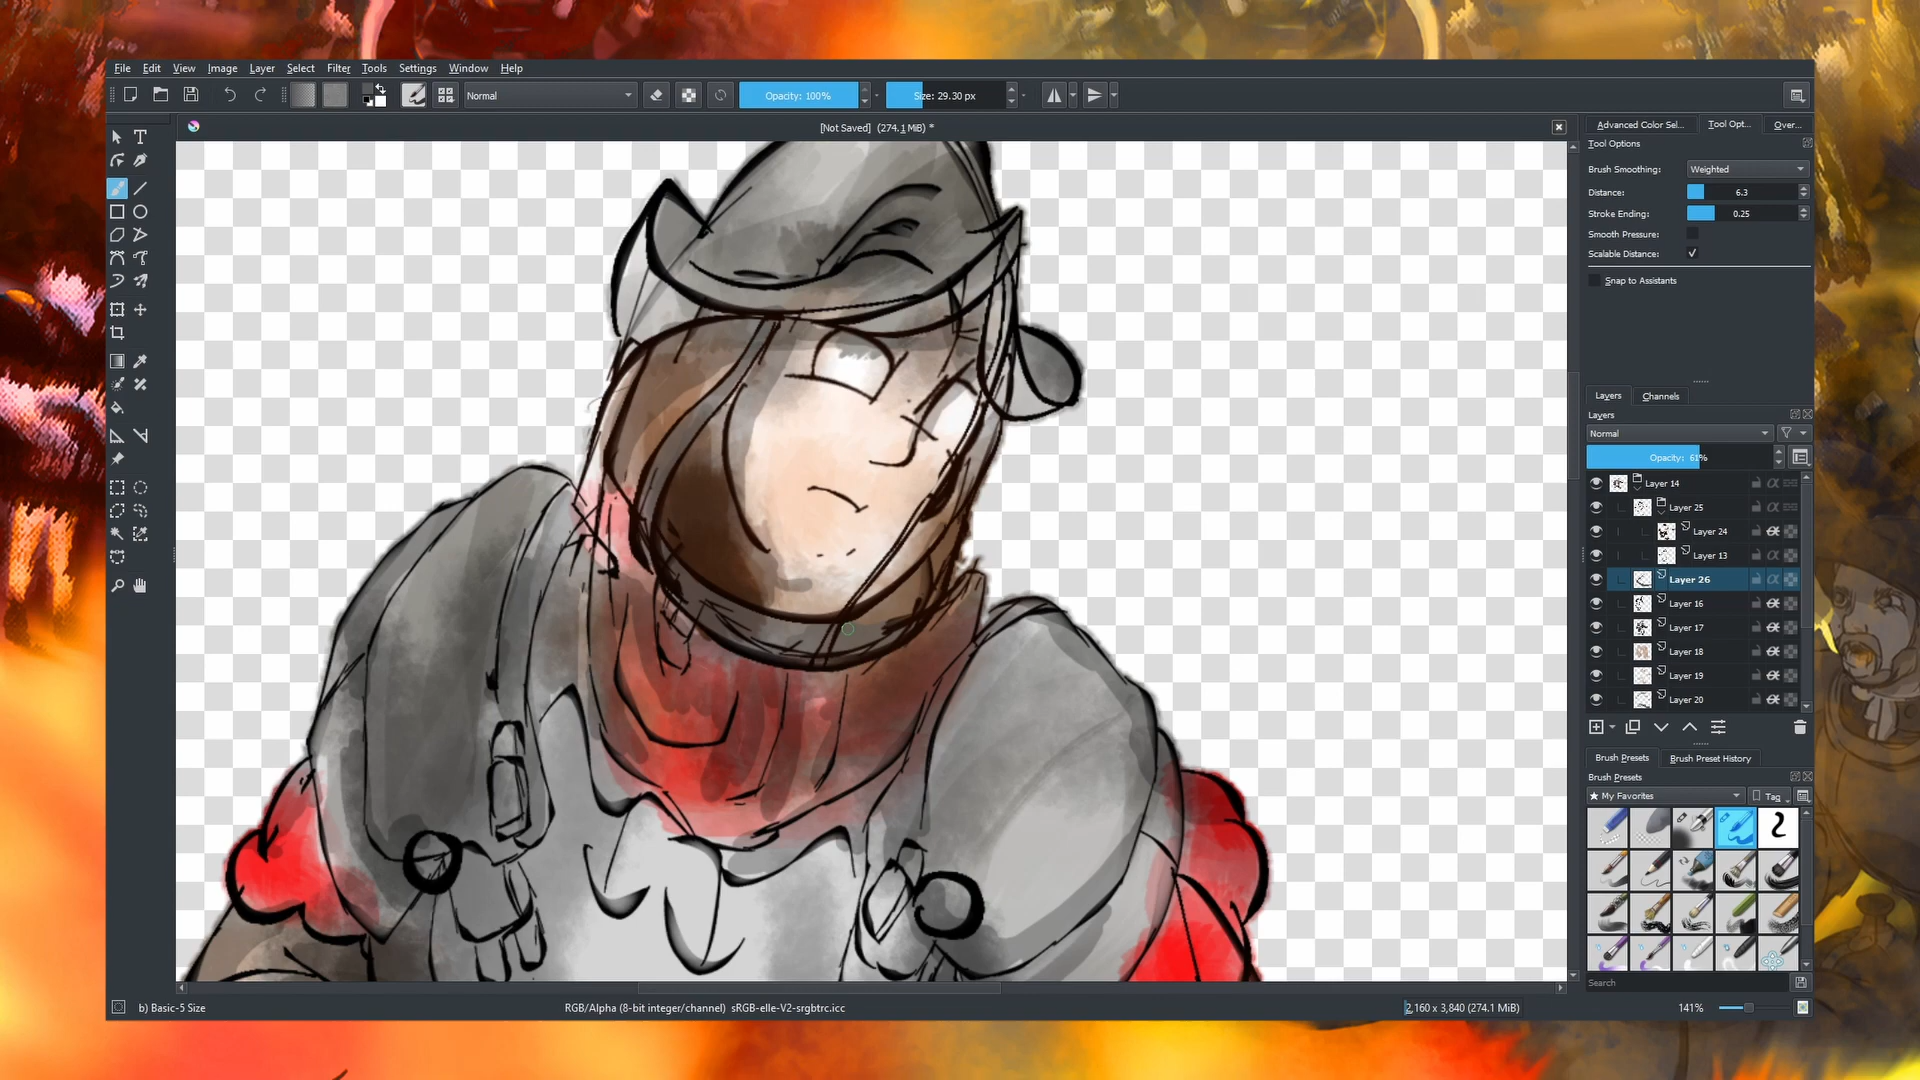 File Edit View Image Layer Select Filter Tools Settings Window Help
Normal Opacity: 100% Size: 29.30 px
[Not Saved] (274.1 MiB) *
Advanced Color Sel... Tool Opt... Over...
Tool Options
Brush Smoothing: Weighted
Distance: 6.3
Stroke Ending: 0.25
Smooth Pressure:
Scalable Distance:
Snap to Assistants
Layers Channels
Layers
Normal
Opacity: 61%
Layer 14
Layer 25
Layer 24
Layer 13
Layer 26
Layer 16
Layer 17
Layer 18
Layer 19
Layer 20
Brush Presets Brush Preset History
Brush Presets
★ My Favorites Tag
Search
b) Basic-5 Size RGB/Alpha (8-bit integer/channel) sRGB-elle-V2-srgbtrc.icc 2,160 x 3,840 (274.1 MiB) 141%